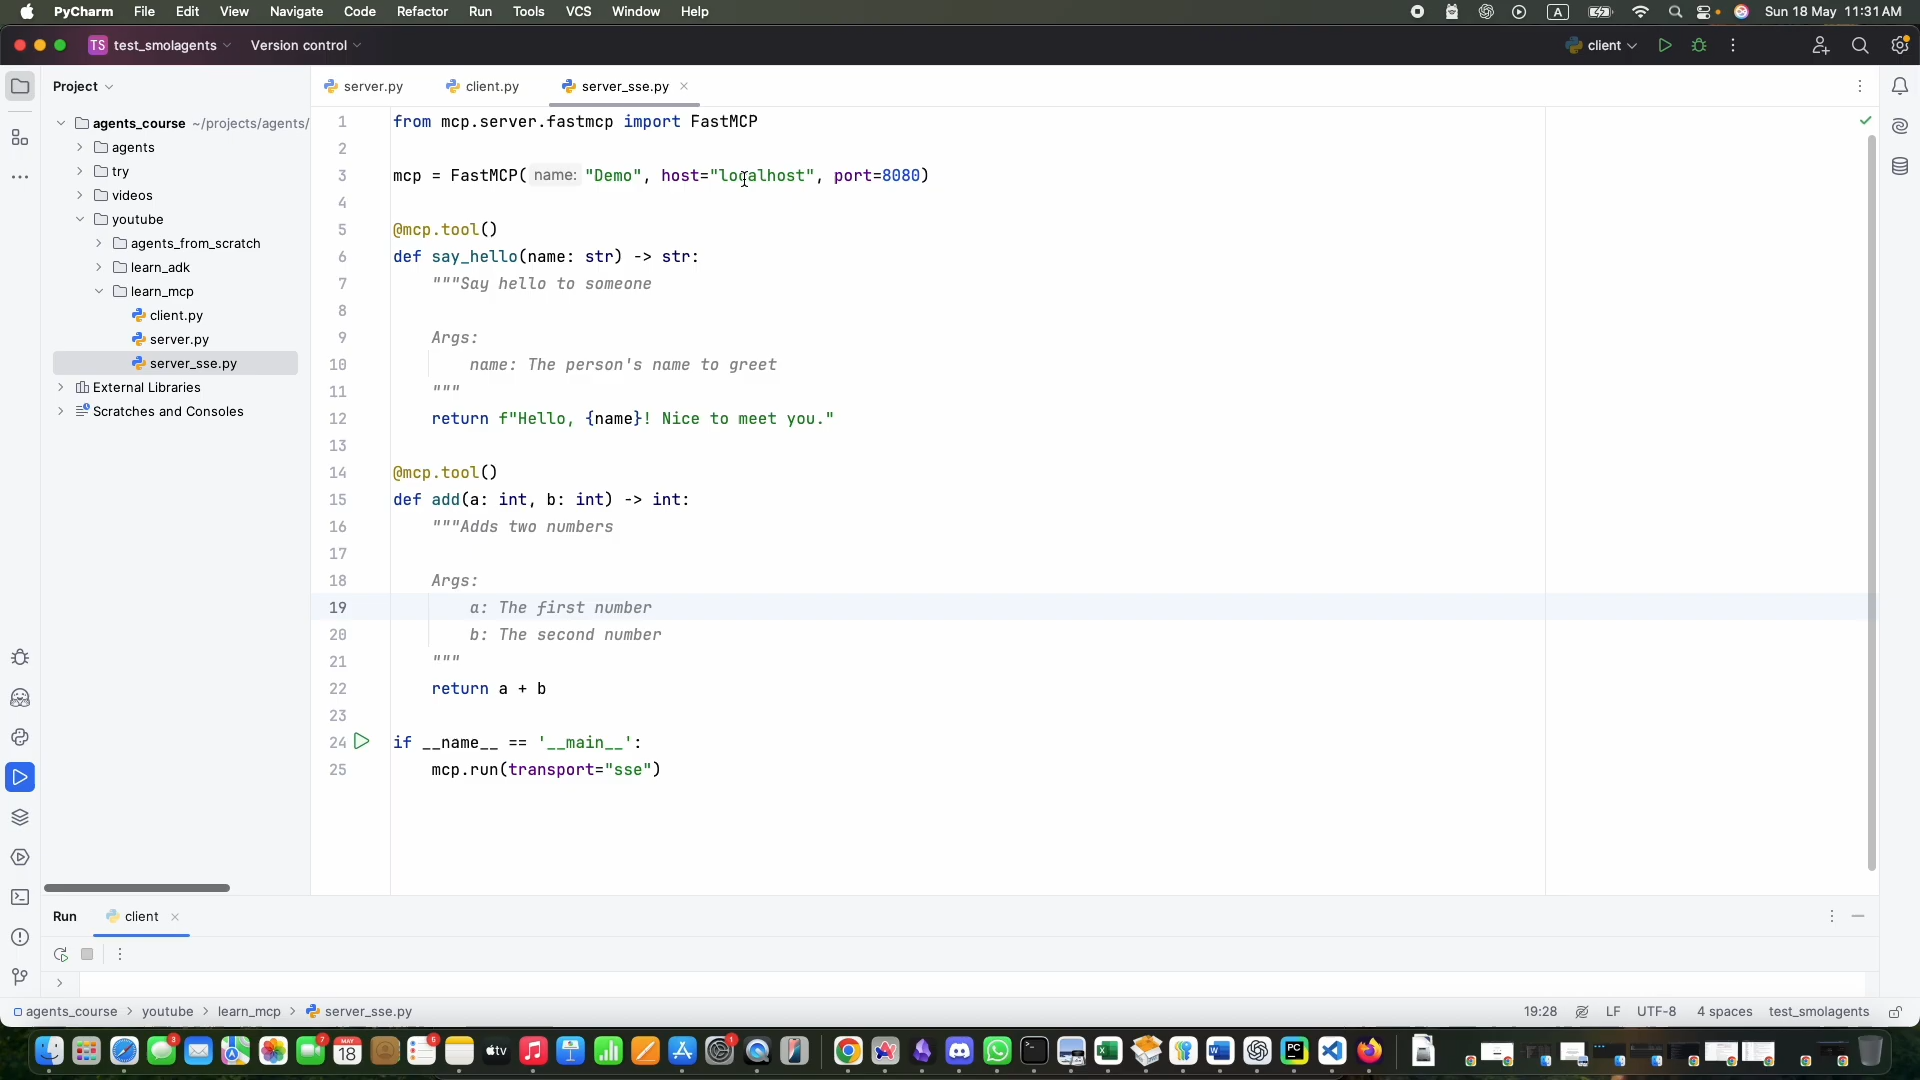 PyCharm File Edit View Navigate Code Refactor Run Tools VCS Window Help A Sun 18 May 11:31 AM
TS test_smolagents Version control client
Project server.py client.py server_sse.py
agents_course ~/projects/agents/
agents
try
videos
youtube
agents_from_scratch
learn_adk
learn_mcp
client.py
server.py
server_sse.py
External Libraries
Scratches and Consoles
1 from mcp.server.fastmcp import FastMCP
2
3 mcp = FastMCP( name: "Demo", host="localhost", port=8080)
4
5 @mcp.tool()
6 def say_hello(name: str) -> str:
7 """Say hello to someone
8
9 Args:
10 name: The person's name to greet
11 """
12 return f"Hello, {name}! Nice to meet you."
13
14 @mcp.tool()
15 def add(a: int, b: int) -> int:
16 """Adds two numbers
17
18 Args:
19 a: The first number
20 b: The second number
21 """
22 return a + b
23
24 if __name__ == '__main__':
25 mcp.run(transport="sse")
Run client
agents_course > youtube > learn_mcp > server_sse.py 19:28 LF UTF-8 4 spaces test_smolagents